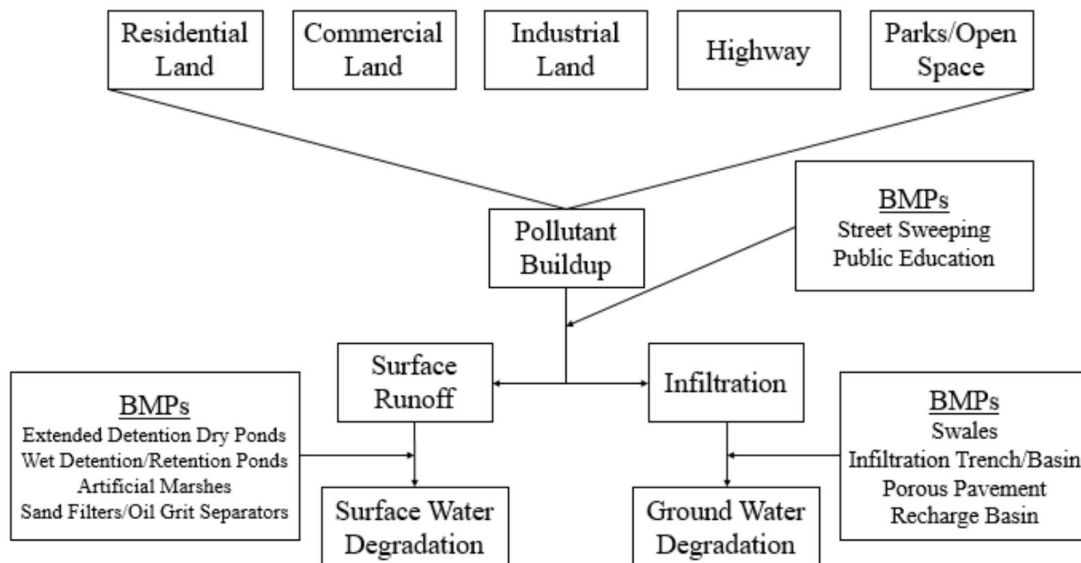 Residential
Land
Commercial
Land
Industrial
Land
Highway
Parks/Open
Space
Pollutant
Buildup
BMPs
Street Sweeping
Public Education
Surface
Runoff
Infiltration
BMPs
Extended Detention Dry Ponds
Wet Detention/Retention Ponds
Artificial Marshes
Sand Filters/Oil Grit Separators
BMPs
Swales
Infiltration Trench/Basin
Porous Pavement
Recharge Basin
Surface Water
Degradation
Ground Water
Degradation